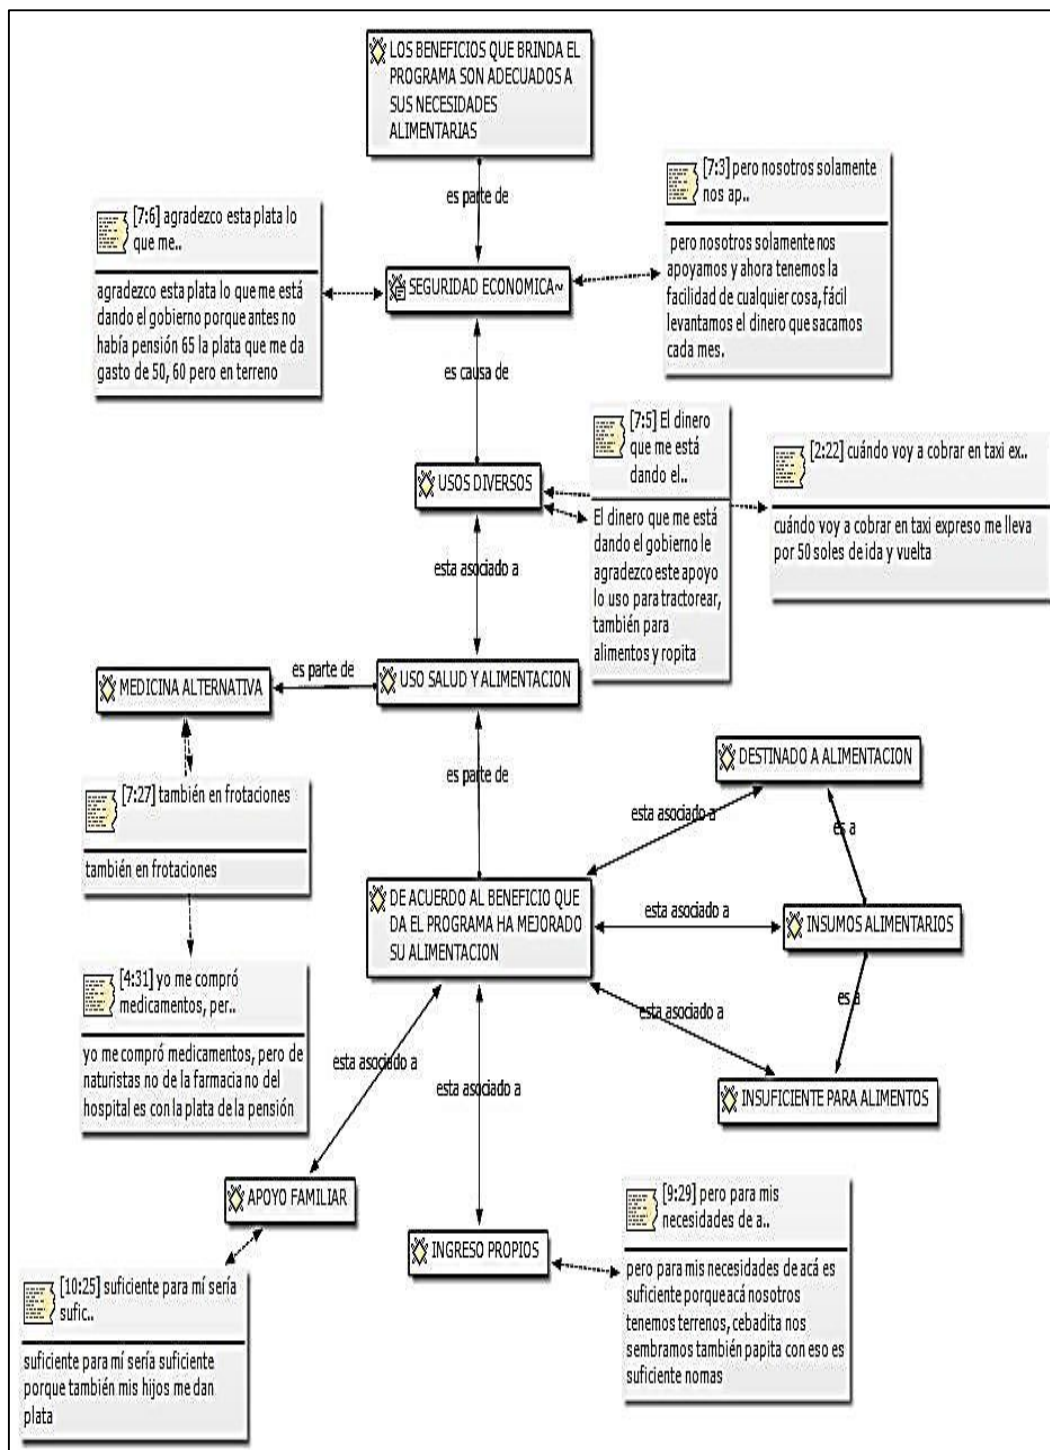 LOS BENEFICIOS QUE BRINDA EL
PROGRAMA SON ADECUADOS A
SUS NECESIDADES
ALIMENTARIAS
es parte de
[7:3] pero nosotros solamente
nos ap..
pero nosotros solamente nos
apoyamos y ahora tenemos la
facilidad de cualquier cosa, fácil
levantamos el dinero que sacamos
cada mes.
[7:6] agradezco esta plata lo
que me..
agradezco esta plata lo que me está
dando el gobierno porque antes no
había pensión 65 la plata que me da
gasto de 50, 60 pero en terreno
SEGURIDAD ECONOMICA~
es causa de
USOS DIVERSOS
[7:5] El dinero
que me está
dando el..
El dinero que me está
dando el gobierno le
agradezco este apoyo
lo uso para tractorear,
también para
alimentos y ropita
[2:22] cuándo voy a cobrar en taxi ex..
cuándo voy a cobrar en taxi expreso me lleva
por 50 soles de ida y vuelta
esta asociado a
MEDICINA ALTERNATIVA
es parte de
USO SALUD Y ALIMENTACION
es parte de
[7:27] también en frotaciones
también en frotaciones
[4:31] yo me compró
medicamentos, per..
yo me compró medicamentos, pero de
naturistas no de la farmacia no del
hospital es con la plata de la pensión
DESTINADO A ALIMENTACION
esta asociado a
es a
DE ACUERDO AL BENEFICIO QUE
DA EL PROGRAMA HA MEJORADO
SU ALIMENTACION
esta asociado a
INSUMOS ALIMENTARIOS
esta asociado a
es a
INSUFICIENTE PARA ALIMENTOS
esta asociado a
esta asociado a
APOYO FAMILIAR
[10:25] suficiente para mí sería
sufic..
suficiente para mí sería suficiente
porque también mis hijos me dan
plata
INGRESO PROPIOS
[9:29] pero para mis
necesidades de a..
pero para mis necesidades de acá es
suficiente porque acá nosotros
tenemos terrenos, cebadita nos
sembramos también papita con eso es
suficiente nomas